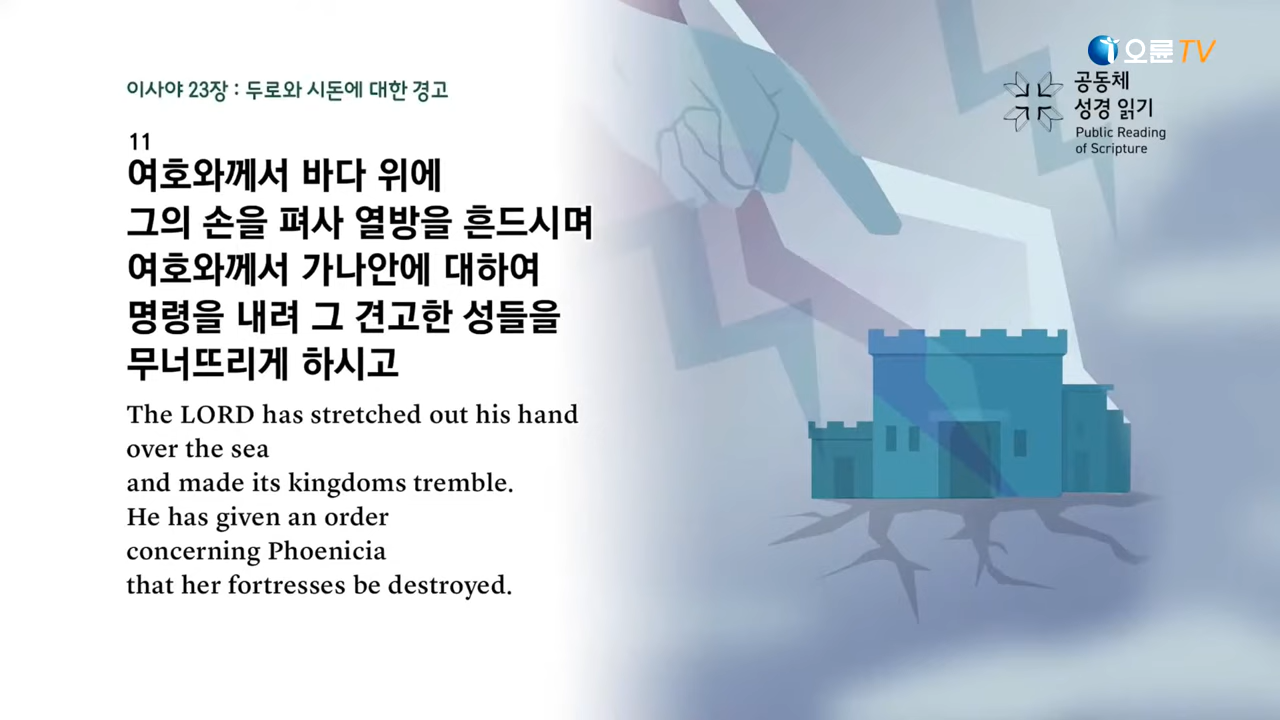 오륜TV
이사야 23장 : 두로와 시돈에 대한 경고
공동체
성경 읽기
Public Reading
of Scripture
11
여호와께서 바다 위에
그의 손을 펴사 열방을 흔드시며
여호와께서 가나안에 대하여
명령을 내려 그 견고한 성들을
무너뜨리게 하시고
The LORD has stretched out his hand
over the sea
and made its kingdoms tremble.
He has given an order
concerning Phoenicia
that her fortresses be destroyed.